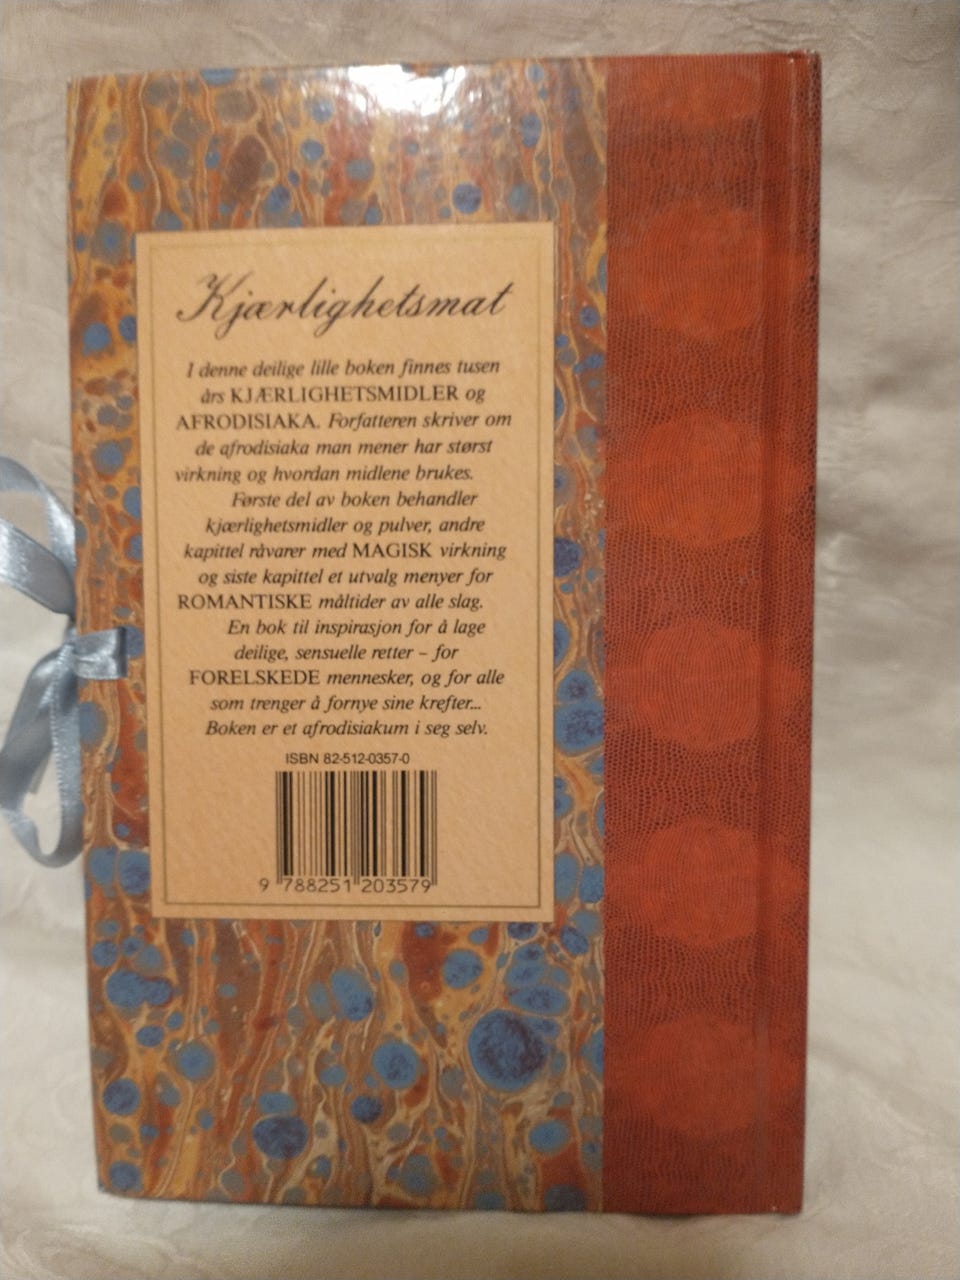 Kjærlighetsmat
I denne deilige lille boken finnes tusen
års KJÆRLIGHETSMIDLER og
AFRODISIAKA. Forfatteren skriver om
de afrodisiaka man mener har størst
virkning og hvordan midlene brukes.
Første del av boken behandler
kjærlighetsmidler og pulver, andre
kapittel råvarer med MAGISK virkning
og siste kapittel et utvalg menyer for
ROMANTISKE måltider av alle slag.
En bok til inspirasjon for å lage
deilige, sensuelle retter – for
FORELSKEDE mennesker, og for alle
som trenger å fornye sine krefter...
Boken er et afrodisiakum i seg selv.
ISBN 82-512-0357-0
9 788251 203579